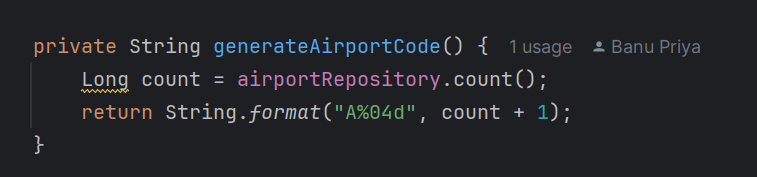 private String generateAirportCode() { 1 usage Banu Priya
    Long count = airportRepository.count();
    return String.format("A%04d", count + 1);
}